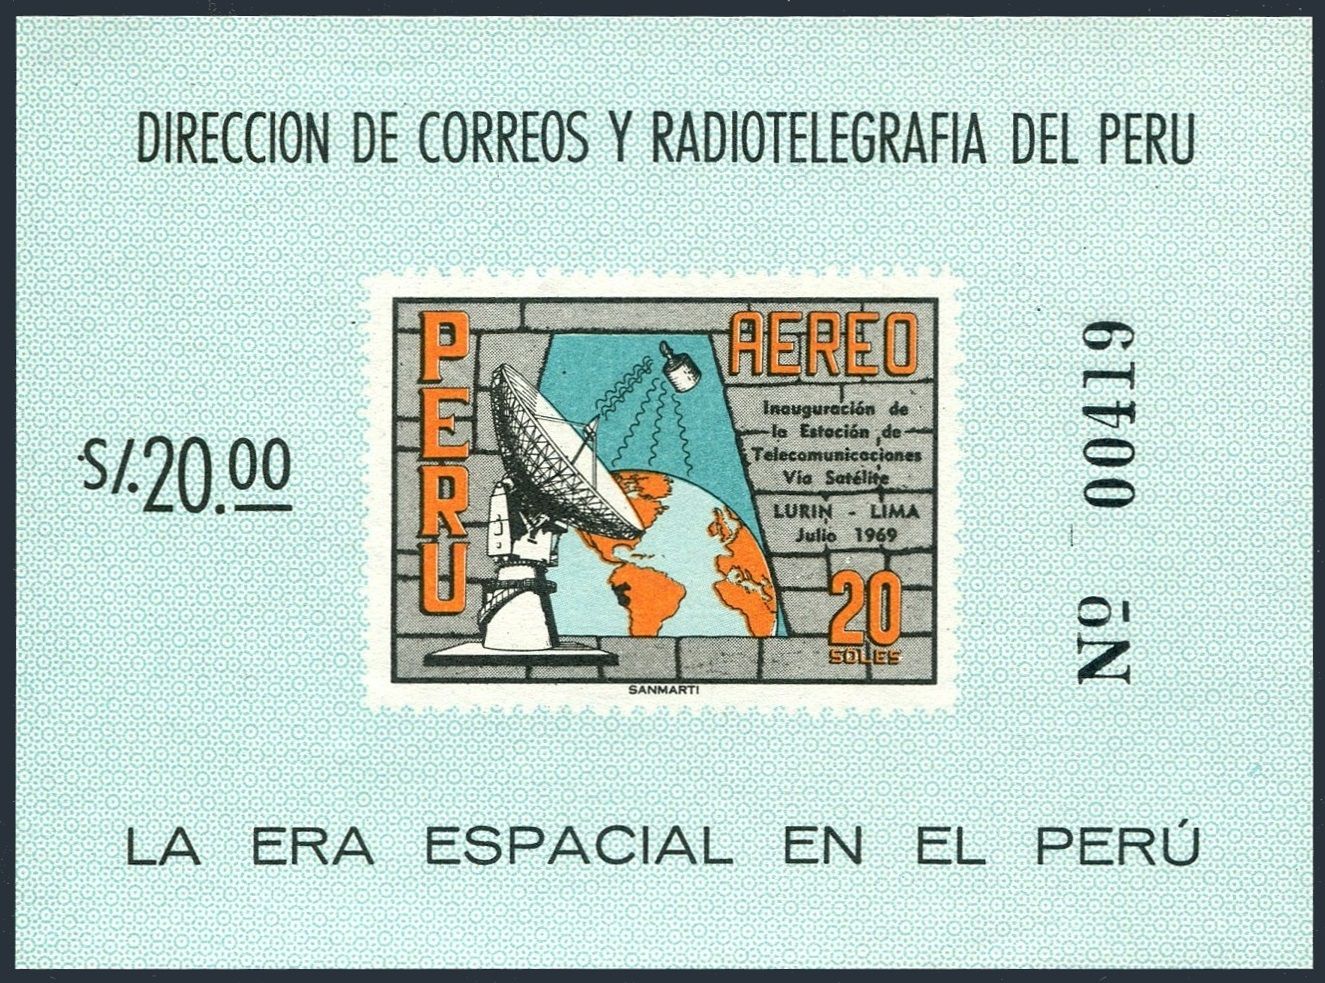 DIRECCION DE CORREOS Y RADIOTELEGRAFIA DEL PERU
PERU
AEREO
Inauguración de
la Estación de
Telecomunicaciones
Via Satélite
LURIN - LIMA
Julio 1969
20
SOLES
SANMARTI
S/.20.00
Nº 00419
LA ERA ESPACIAL EN EL PERÚ